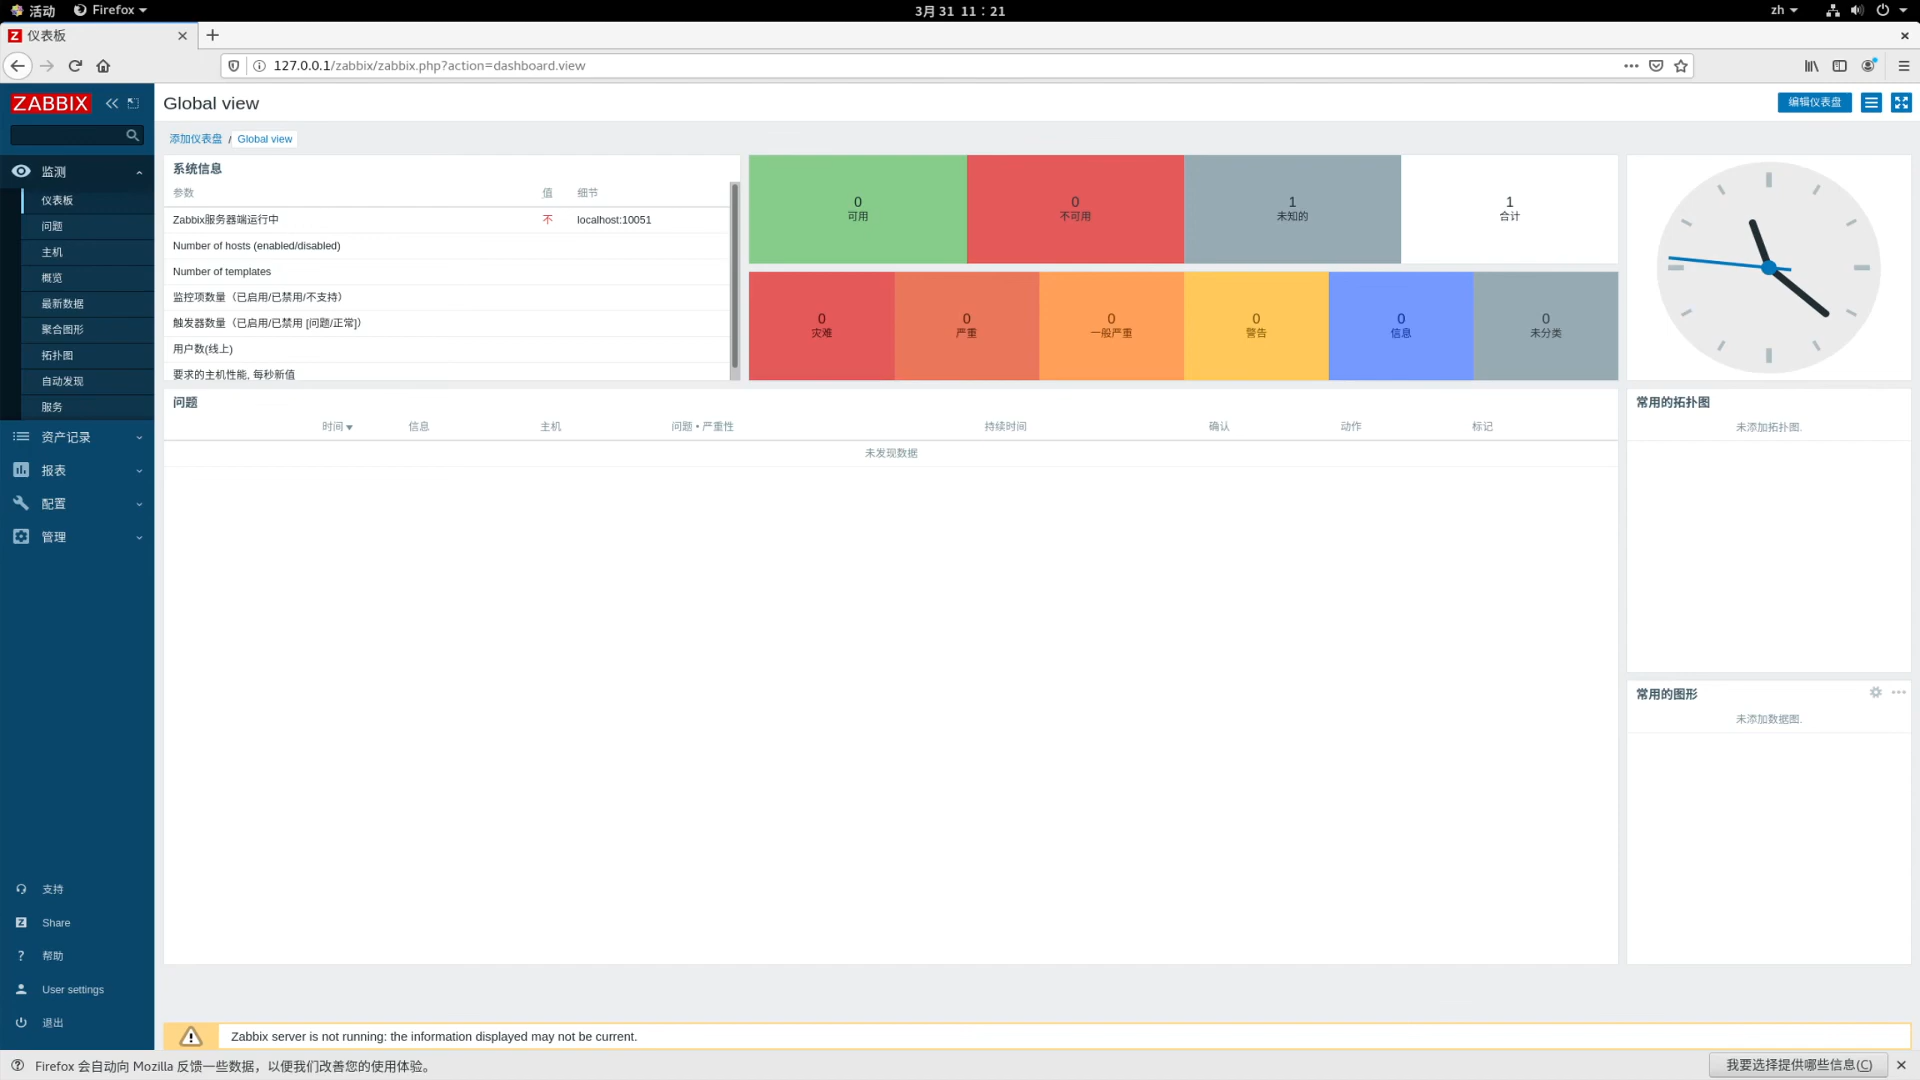 活动
Firefox
3月 31 11：21
zh
Z 仪表板
127.0.0.1/zabbix/zabbix.php?action=dashboard.view
ZABBIX
Global view
编辑仪表盘
添加仪表盘 / Global view
监测
仪表板
问题
主机
概览
最新数据
聚合图形
拓扑图
自动发现
服务
资产记录
报表
配置
管理
支持
Z Share
? 帮助
User settings
退出
系统信息
参数 值 细节
Zabbix服务器端运行中 不 localhost:10051
Number of hosts (enabled/disabled)
Number of templates
监控项数量（已启用/已禁用/不支持）
触发器数量（已启用/已禁用 [问题/正常]）
用户数(线上)
要求的主机性能, 每秒新值
0 可用
0 不可用
1 未知的
1 合计
0 灾难
0 严重
0 一般严重
0 警告
0 信息
0 未分类
问题
时间 信息 主机 问题 • 严重性 持续时间 确认 动作 标记
未发现数据
常用的拓扑图
未添加拓扑图.
常用的图形
未添加数据图.
Zabbix server is not running: the information displayed may not be current.
Firefox 会自动向 Mozilla 反馈一些数据，以便我们改善您的使用体验。
我要选择提供哪些信息(C)